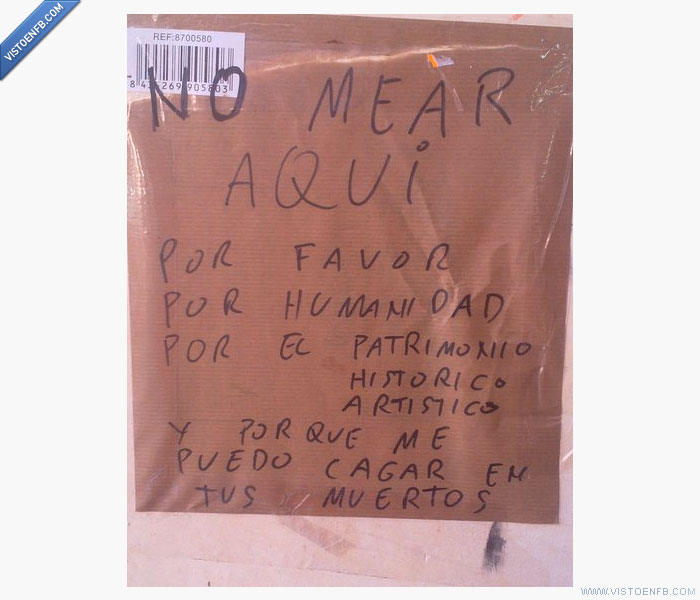 VISTOENFB.COM
REF:8700580
NO MEAR
AQUI
POR FAVOR
POR HUMANIDAD
POR EL PATRIMONIO
HISTORICO
ARTISTICO
Y PORQUE ME
PUEDO CAGAR EN
TUS MUERTOS
WWW.VISTOENFB.COM